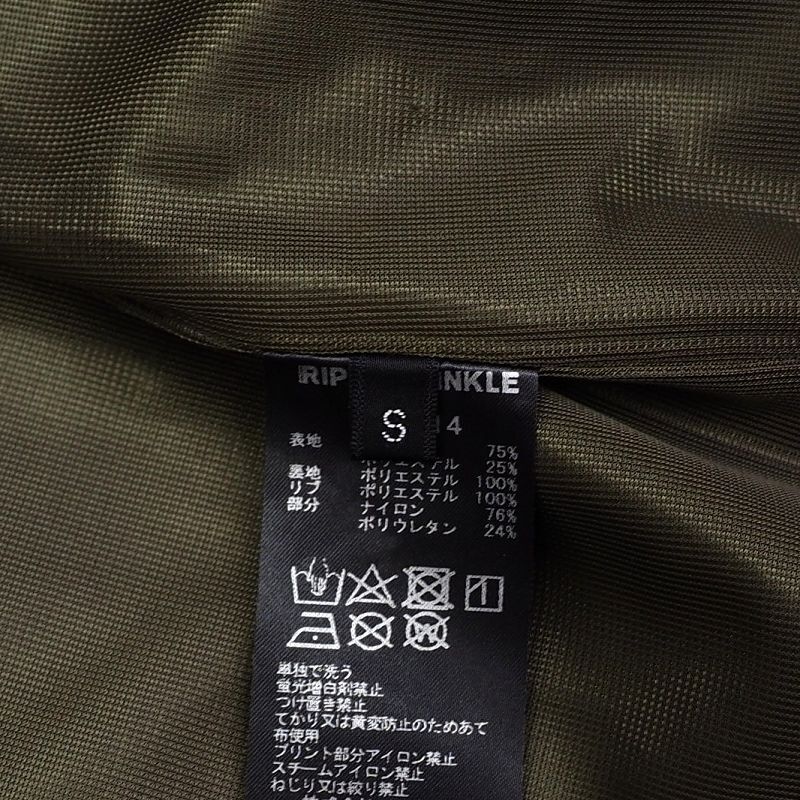 RIP NKLE
S
14
表地 75%
ポリエステル 25%
裏地 ポリエステル 100%
リブ ポリエステル 100%
部分 ナイロン 76%
ポリウレタン 24%
単独で洗う
蛍光増白剤禁止
つけ置き禁止
てかり又は黄変防止のためあて
布使用
プリント部分アイロン禁止
スチームアイロン禁止
ねじり又は絞り禁止